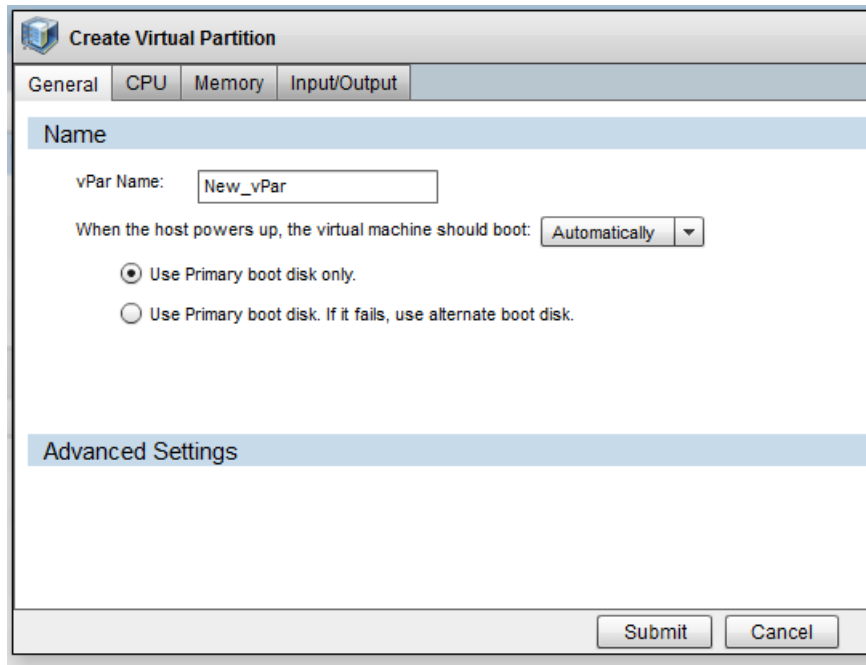 Create Virtual Partition
General CPU Memory Input/Output
Name
vPar Name: New_vPar
When the host powers up, the virtual machine should boot: Automatically
Use Primary boot disk only.
Use Primary boot disk. If it fails, use alternate boot disk.
Advanced Settings
Submit Cancel